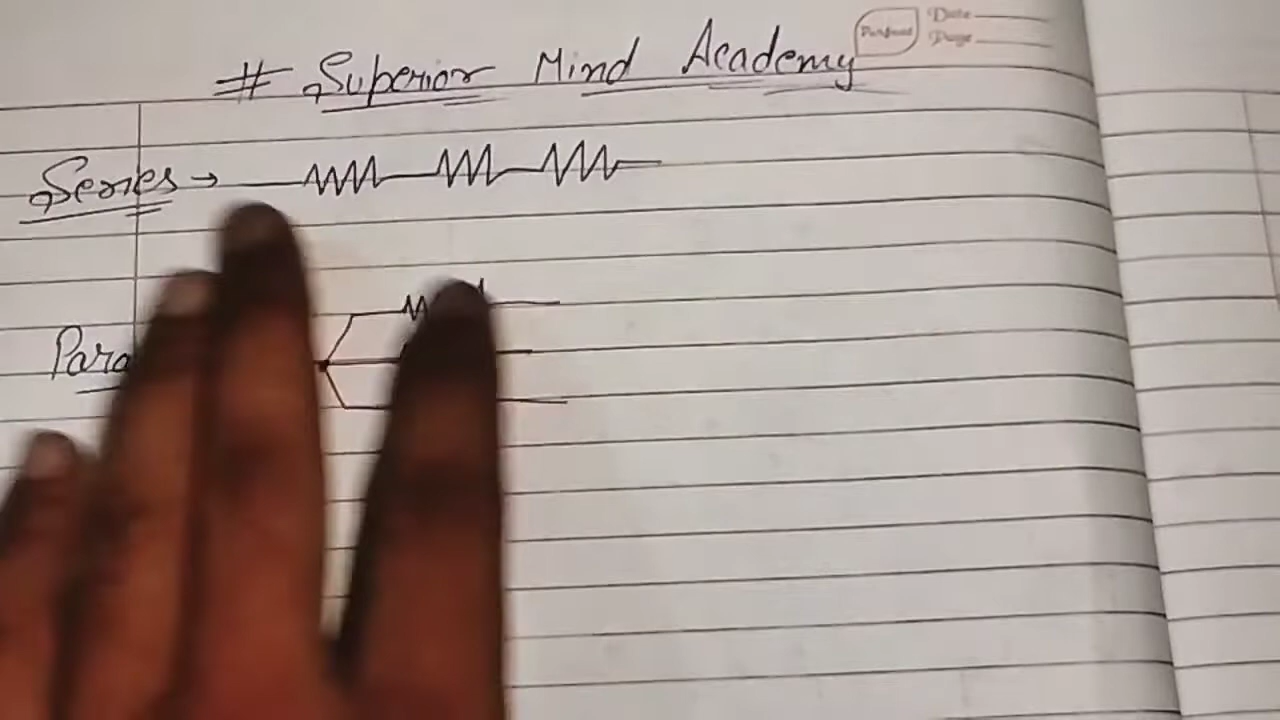 Date
Page
# Superior Mind Academy
Series →
Para